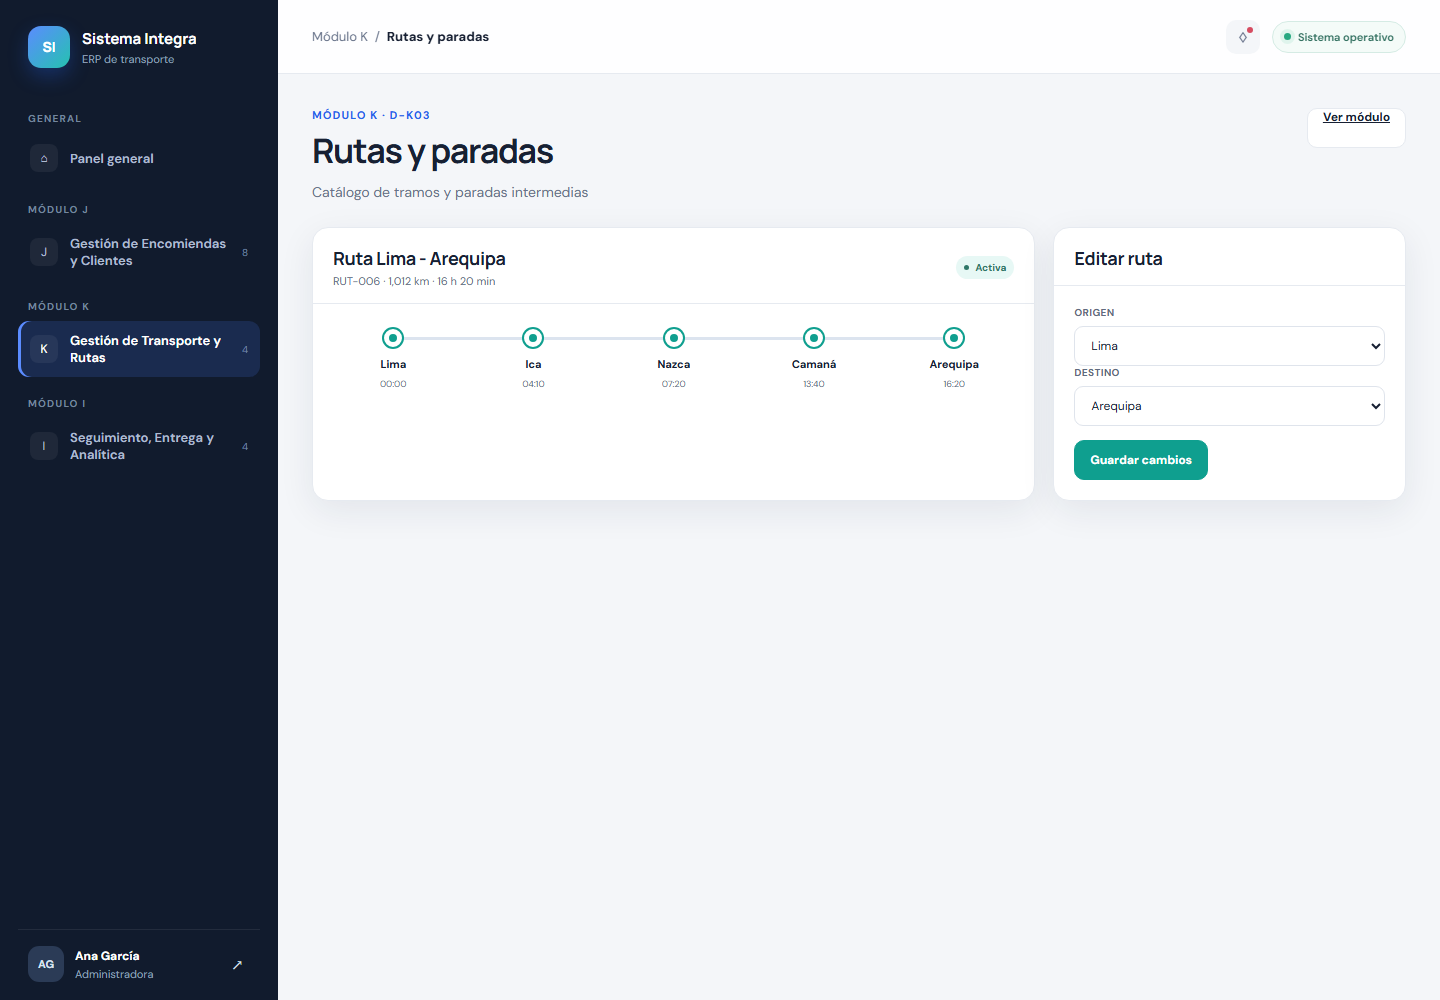 SI
Sistema Integra
ERP de transporte
GENERAL
Panel general
MÓDULO J
J
Gestión de Encomiendas
y Clientes
8
MÓDULO K
K
Gestión de Transporte y
Rutas
4
MÓDULO I
I
Seguimiento, Entrega y
Analítica
4
AG
Ana García
Administradora
Módulo K / Rutas y paradas
Sistema operativo
MÓDULO K · D-K03
Rutas y paradas
Catálogo de tramos y paradas intermedias
Ver módulo
Ruta Lima - Arequipa
RUT-006 · 1,012 km · 16 h 20 min
Activa
Lima
00:00
Ica
04:10
Nazca
07:20
Camaná
13:40
Arequipa
16:20
Editar ruta
ORIGEN
Lima
DESTINO
Arequipa
Guardar cambios